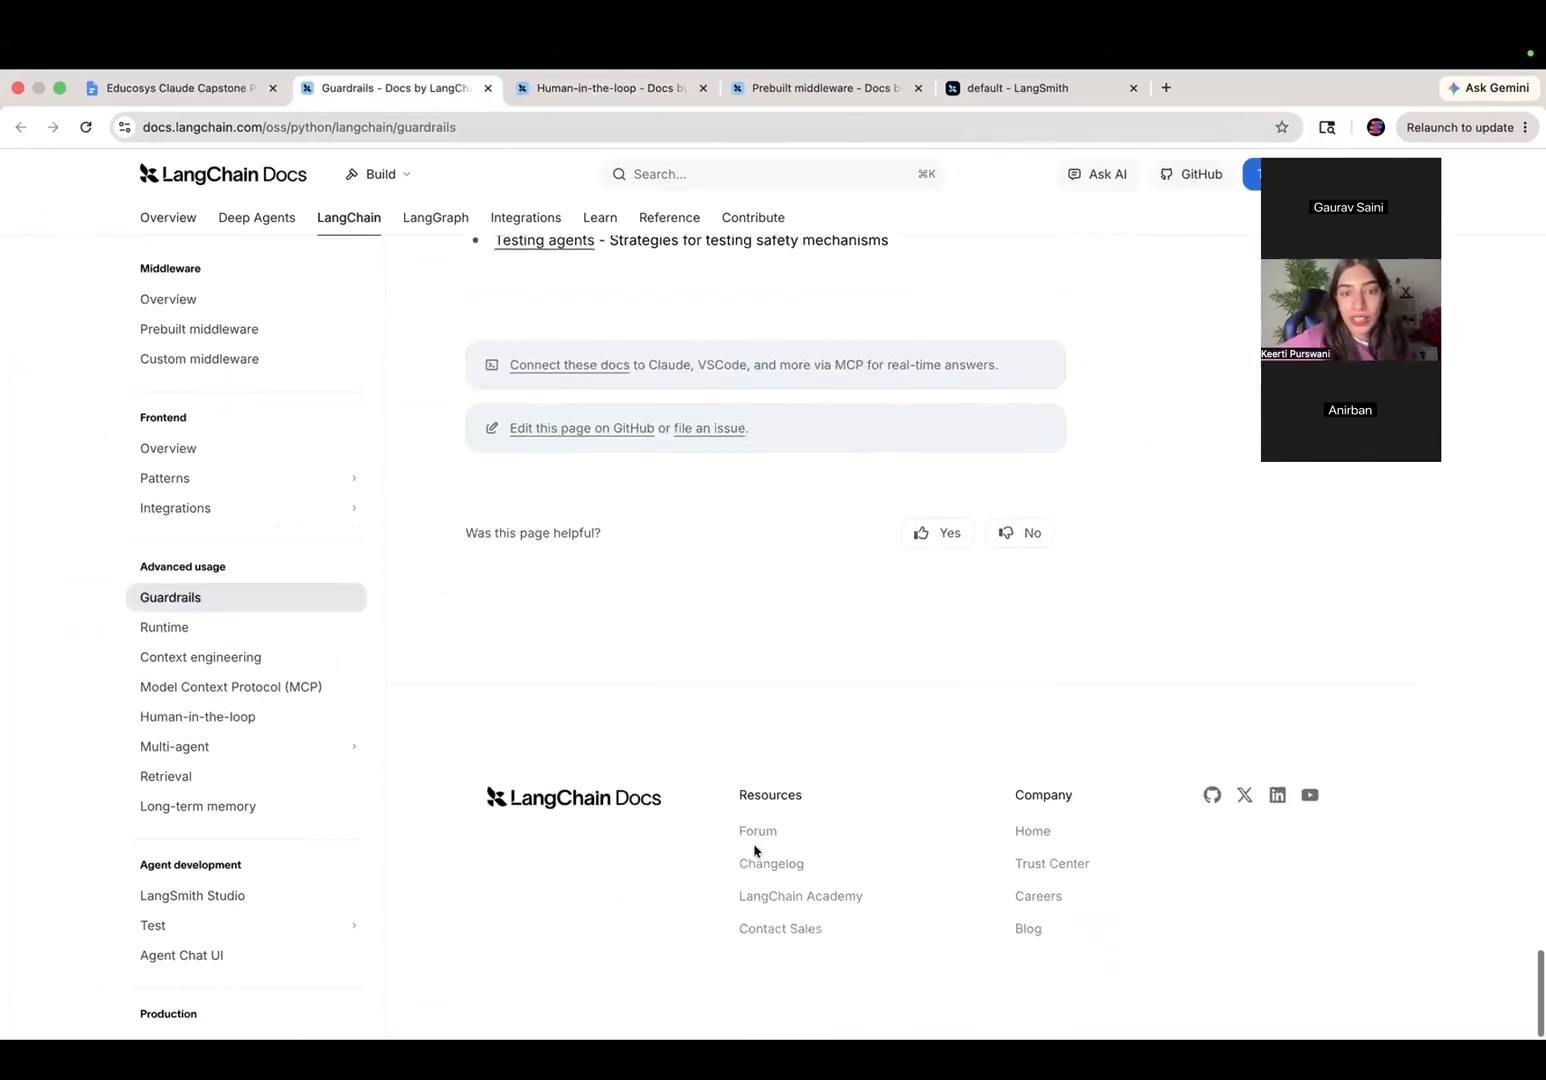 Educosys Claude Capstone P
Guardrails - Docs by LangCha
Human-in-the-loop - Docs by
Prebuilt middleware - Docs b
default - LangSmith
Ask Gemini
docs.langchain.com/oss/python/langchain/guardrails
Relaunch to update
LangChain Docs
Build
Search...
⌘K
Ask AI
GitHub
Overview
Deep Agents
LangChain
LangGraph
Integrations
Learn
Reference
Contribute
Gaurav Saini
Keerti Purswani
Anirban
Middleware
Overview
Prebuilt middleware
Custom middleware
Frontend
Overview
Patterns
Integrations
Advanced usage
Guardrails
Runtime
Context engineering
Model Context Protocol (MCP)
Human-in-the-loop
Multi-agent
Retrieval
Long-term memory
Agent development
LangSmith Studio
Test
Agent Chat UI
Production
Testing agents - Strategies for testing safety mechanisms
Connect these docs to Claude, VSCode, and more via MCP for real-time answers.
Edit this page on GitHub or file an issue.
Was this page helpful?
Yes
No
LangChain Docs
Resources
Forum
Changelog
LangChain Academy
Contact Sales
Company
Home
Trust Center
Careers
Blog